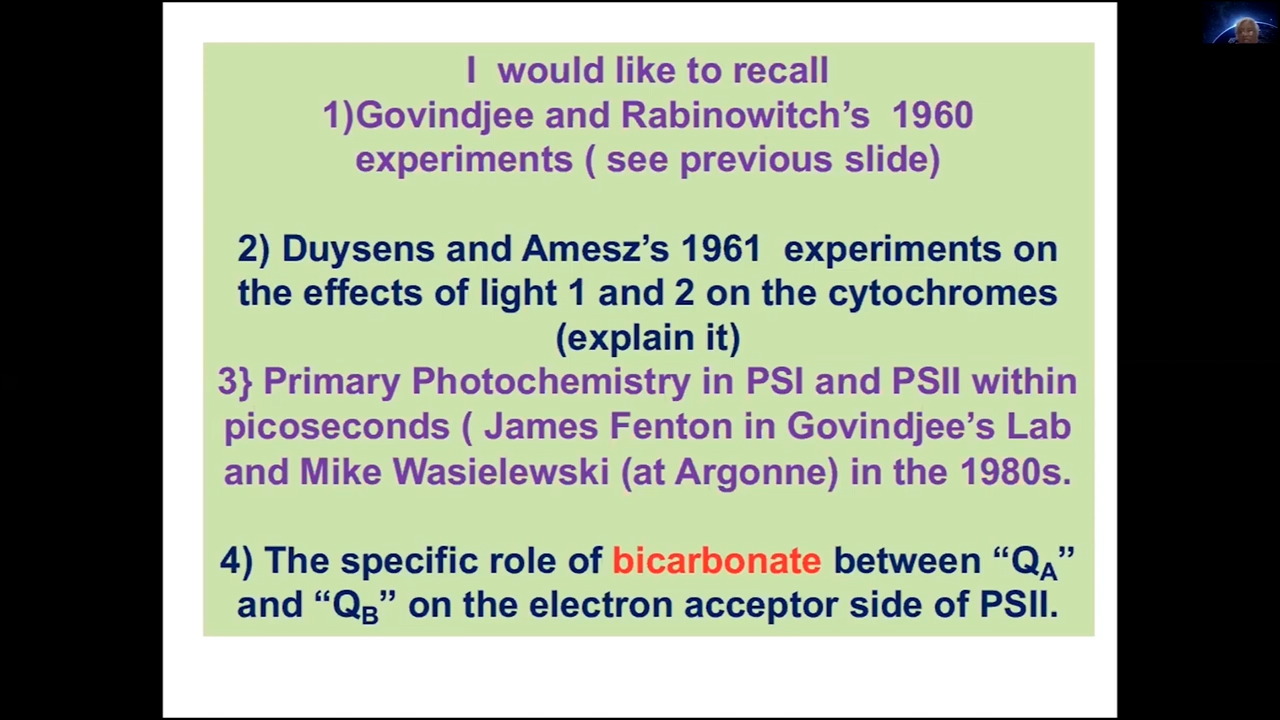 I would like to recall
1)Govindjee and Rabinowitch’s 1960
experiments ( see previous slide)
2) Duysens and Amesz’s 1961 experiments on
the effects of light 1 and 2 on the cytochromes
(explain it)
3} Primary Photochemistry in PSI and PSII within
picoseconds ( James Fenton in Govindjee’s Lab
and Mike Wasielewski (at Argonne) in the 1980s.
4) The specific role of bicarbonate between “QA”
and “QB” on the electron acceptor side of PSII.